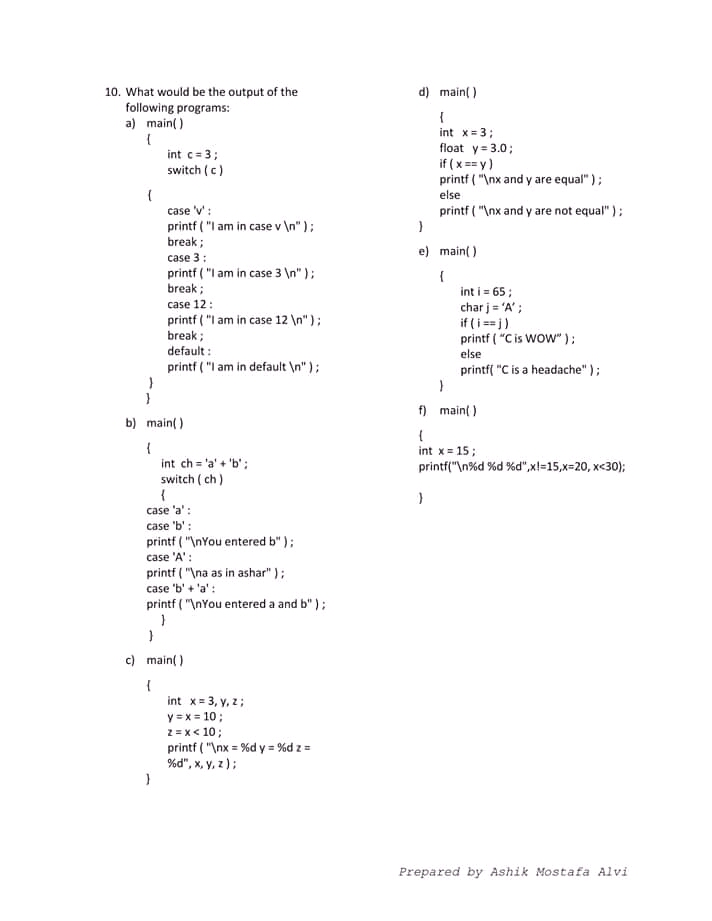 10. What would be the output of the
following programs:
a) main( )
{
int c = 3 ;
switch ( c )
{
case 'v' :
printf ( "I am in case v \n" ) ;
break ;
case 3 :
printf ( "I am in case 3 \n" ) ;
break ;
case 12 :
printf ( "I am in case 12 \n" ) ;
break ;
default :
printf ( "I am in default \n" ) ;
}
}
b) main( )
{
int ch = 'a' + 'b' ;
switch ( ch )
{
case 'a' :
case 'b' :
printf ( "\nYou entered b" ) ;
case 'A' :
printf ( "\na as in ashar" ) ;
case 'b' + 'a' :
printf ( "\nYou entered a and b" ) ;
}
}
c) main( )
{
int x = 3, y, z ;
y = x = 10 ;
z = x < 10 ;
printf ( "\nx = %d y = %d z =
%d", x, y, z ) ;
}
d) main( )
{
int x = 3 ;
float y = 3.0 ;
if ( x == y )
printf ( "\nx and y are equal" ) ;
else
printf ( "\nx and y are not equal" ) ;
}
e) main( )
{
int i = 65 ;
char j = ‘A’ ;
if ( i == j )
printf ( “C is WOW” ) ;
else
printf( "C is a headache" ) ;
}
f) main( )
{
int x = 15 ;
printf("\n%d %d %d",x!=15,x=20, x<30);
}
Prepared by Ashik Mostafa Alvi